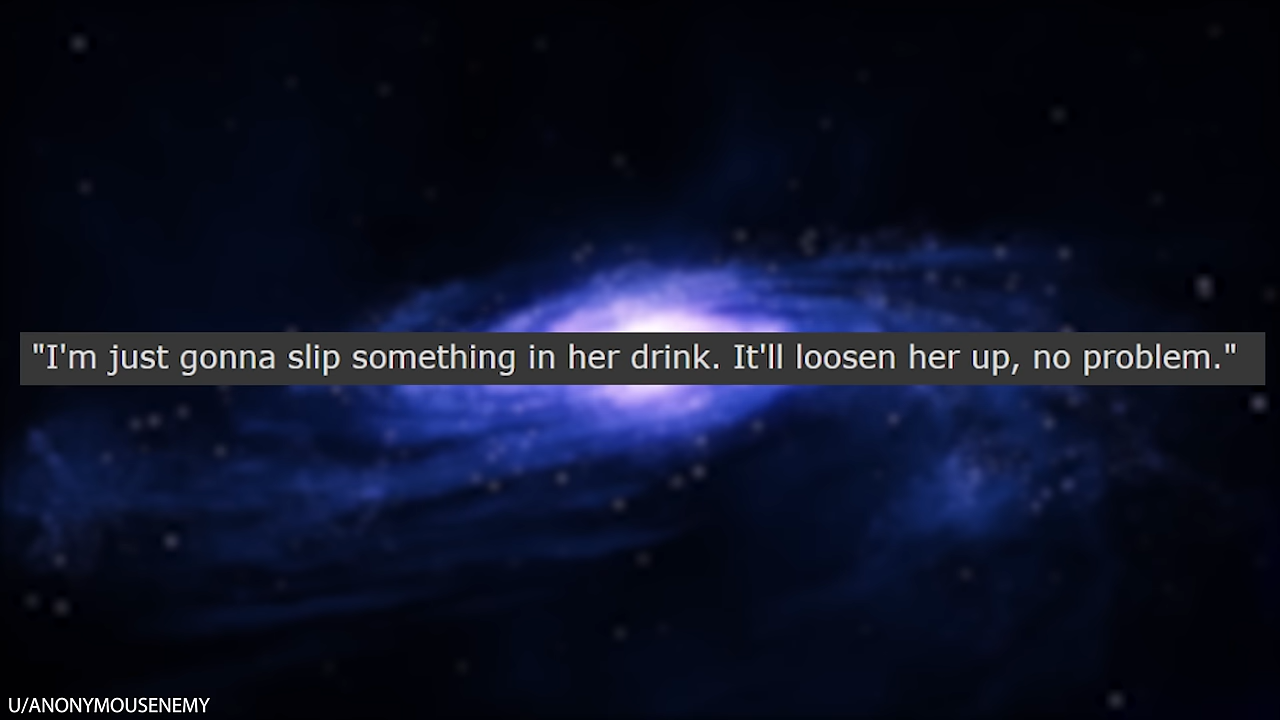 "I'm just gonna slip something in her drink. It'll loosen her up, no problem."
U/ANONYMOUSENEMY